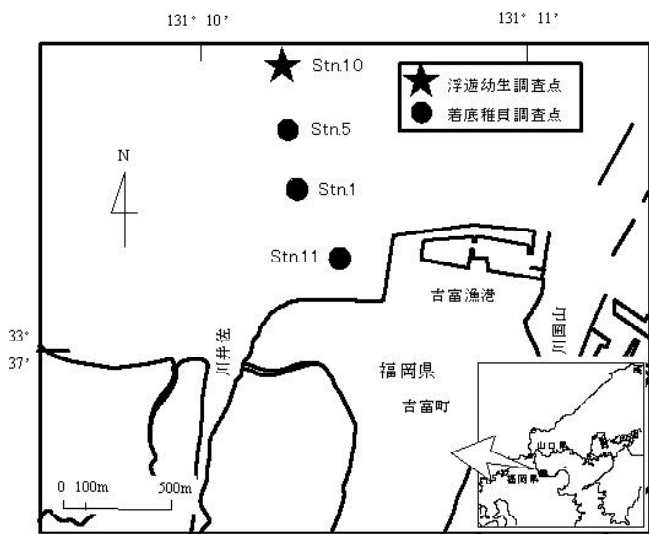 131° 10'
131° 11'
Stn.10
浮遊幼生調査点
着底稚貝調査点
Stn.5
N
Stn.1
Stn.11
吉富漁港
33°
37'
佐井川
山国川
福岡県
吉富町
山口県
福岡県
0 100m 500m